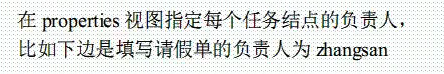 在 properties 视图指定每个任务结点的负责人，
比如下边是填写请假单的负责人为 zhangsan